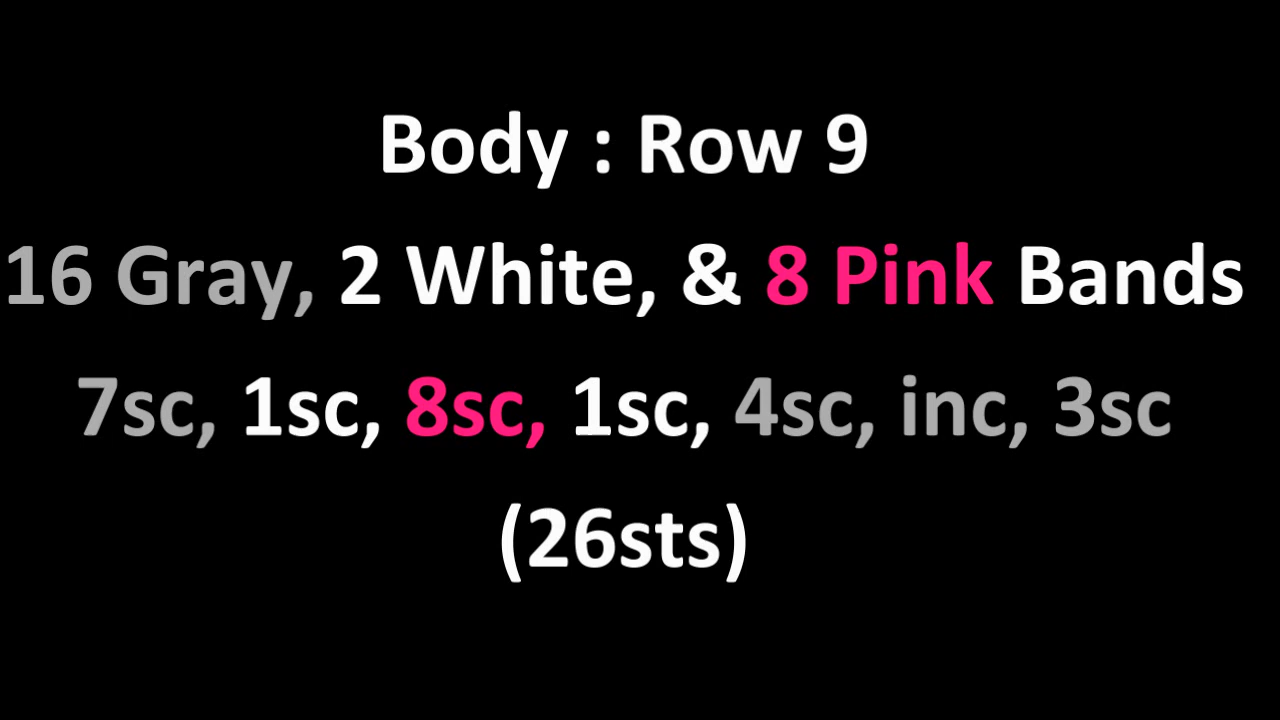 Body : Row 9
16 Gray, 2 White, & 8 Pink Bands
7sc, 1sc, 8sc, 1sc, 4sc, inc, 3sc
(26sts)